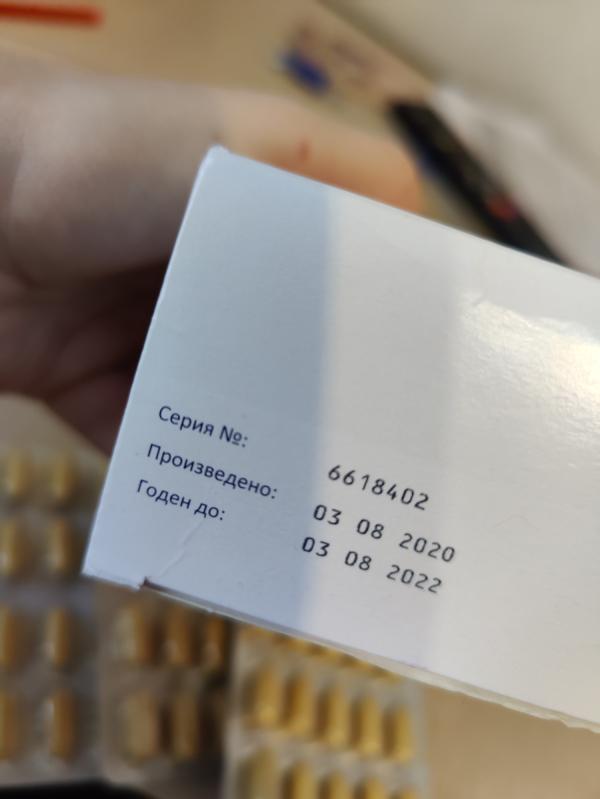 Серия №: 6618402
Произведено: 03 08 2020
Годен до: 03 08 2022